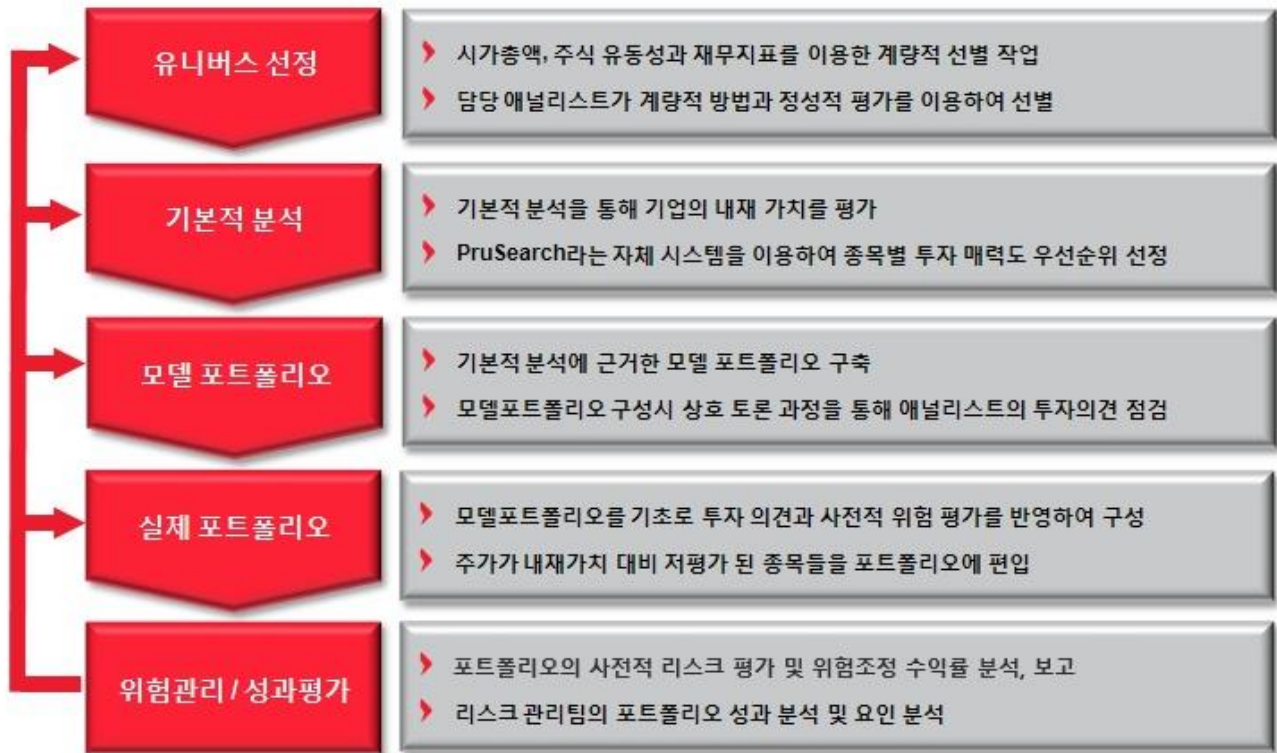 유니버스 선정
시가총액, 주식 유동성과 재무지표를 이용한 계량적 선별 작업
담당 애널리스트가 계량적 방법과 정성적 평가를 이용하여 선별
기본적 분석
기본적 분석을 통해 기업의 내재 가치를 평가
PruSearch라는 자체 시스템을 이용하여 종목별 투자 매력도 우선순위 선정
모델 포트폴리오
기본적 분석에 근거한 모델 포트폴리오 구축
모델포트폴리오 구성시 상호 토론 과정을 통해 애널리스트의 투자의견 점검
실제 포트폴리오
모델포트폴리오를 기초로 투자 의견과 사전적 위험 평가를 반영하여 구성
주가가 내재가치 대비 저평가 된 종목들을 포트폴리오에 편입
위험관리 / 성과평가
포트폴리오의 사전적 리스크 평가 및 위험조정 수익률 분석, 보고
리스크 관리팀의 포트폴리오 성과 분석 및 요인 분석